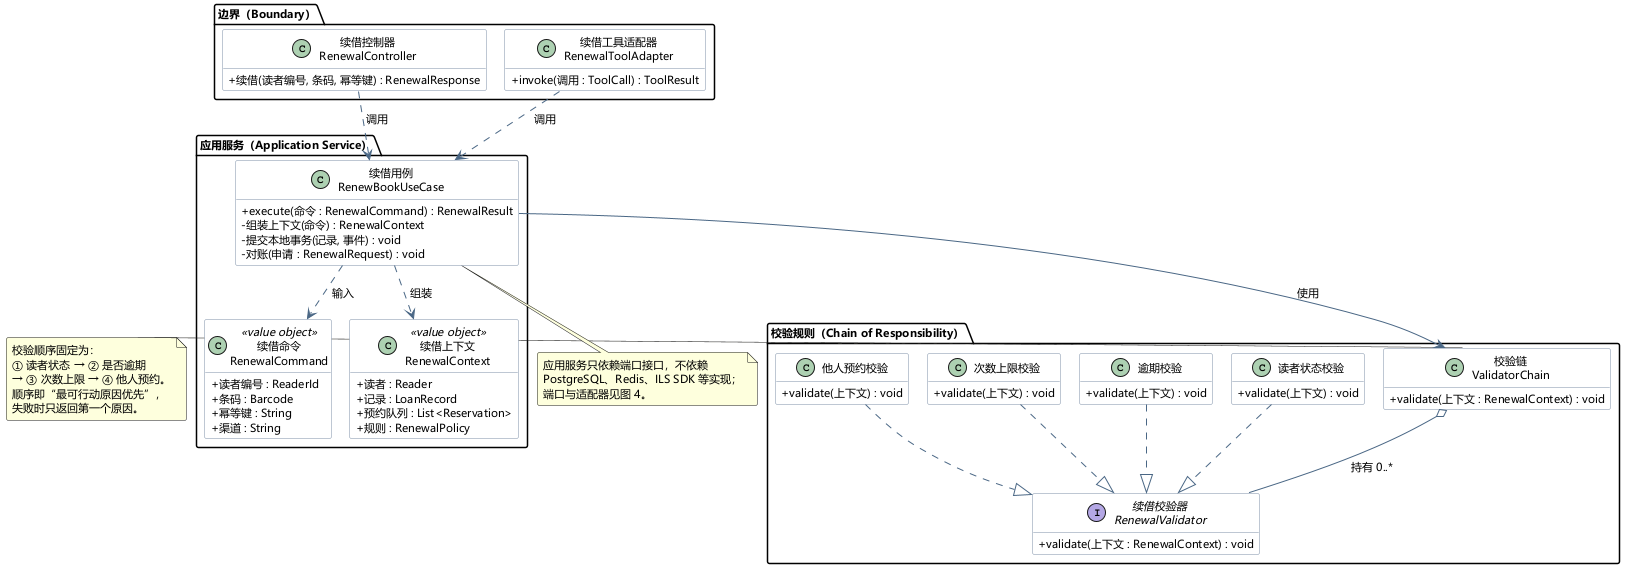 边界（Boundary）
C
续借控制器
RenewalController
+续借(读者编号, 条码, 幂等键) : RenewalResponse
C
续借工具适配器
RenewalToolAdapter
+invoke(调用 : ToolCall) : ToolResult
调用
调用
应用服务（Application Service）
C
续借用例
RenewBookUseCase
+execute(命令 : RenewalCommand) : RenewalResult
-组装上下文(命令) : RenewalContext
-提交本地事务(记录, 事件) : void
-对账(申请 : RenewalRequest) : void
输入
组装
使用
校验顺序固定为：
① 读者状态 → ② 是否逾期
→ ③ 次数上限 → ④ 他人预约。
顺序即“最可行动原因优先”，
失败时只返回第一个原因。
C
«value object»
续借命令
RenewalCommand
+读者编号 : ReaderId
+条码 : Barcode
+幂等键 : String
+渠道 : String
C
«value object»
续借上下文
RenewalContext
+读者 : Reader
+记录 : LoanRecord
+预约队列 : List<Reservation>
+规则 : RenewalPolicy
应用服务只依赖端口接口，不依赖
PostgreSQL、Redis、ILS SDK 等实现；
端口与适配器见图 4。
校验规则（Chain of Responsibility）
C
他人预约校验
+validate(上下文) : void
C
次数上限校验
+validate(上下文) : void
C
逾期校验
+validate(上下文) : void
C
读者状态校验
+validate(上下文) : void
C
校验链
ValidatorChain
+validate(上下文 : RenewalContext) : void
持有 0..*
I
续借校验器
RenewalValidator
+validate(上下文 : RenewalContext) : void